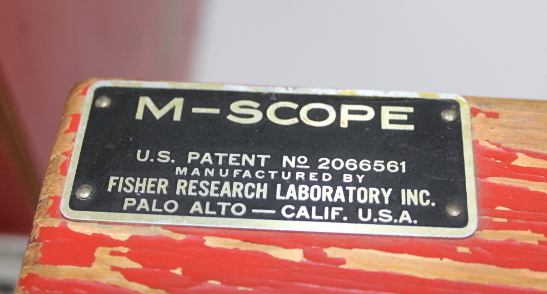 M-SCOPE
U.S. PATENT No 2066561
MANUFACTURED BY
FISHER RESEARCH LABORATORY INC.
PALO ALTO — CALIF. U.S.A.